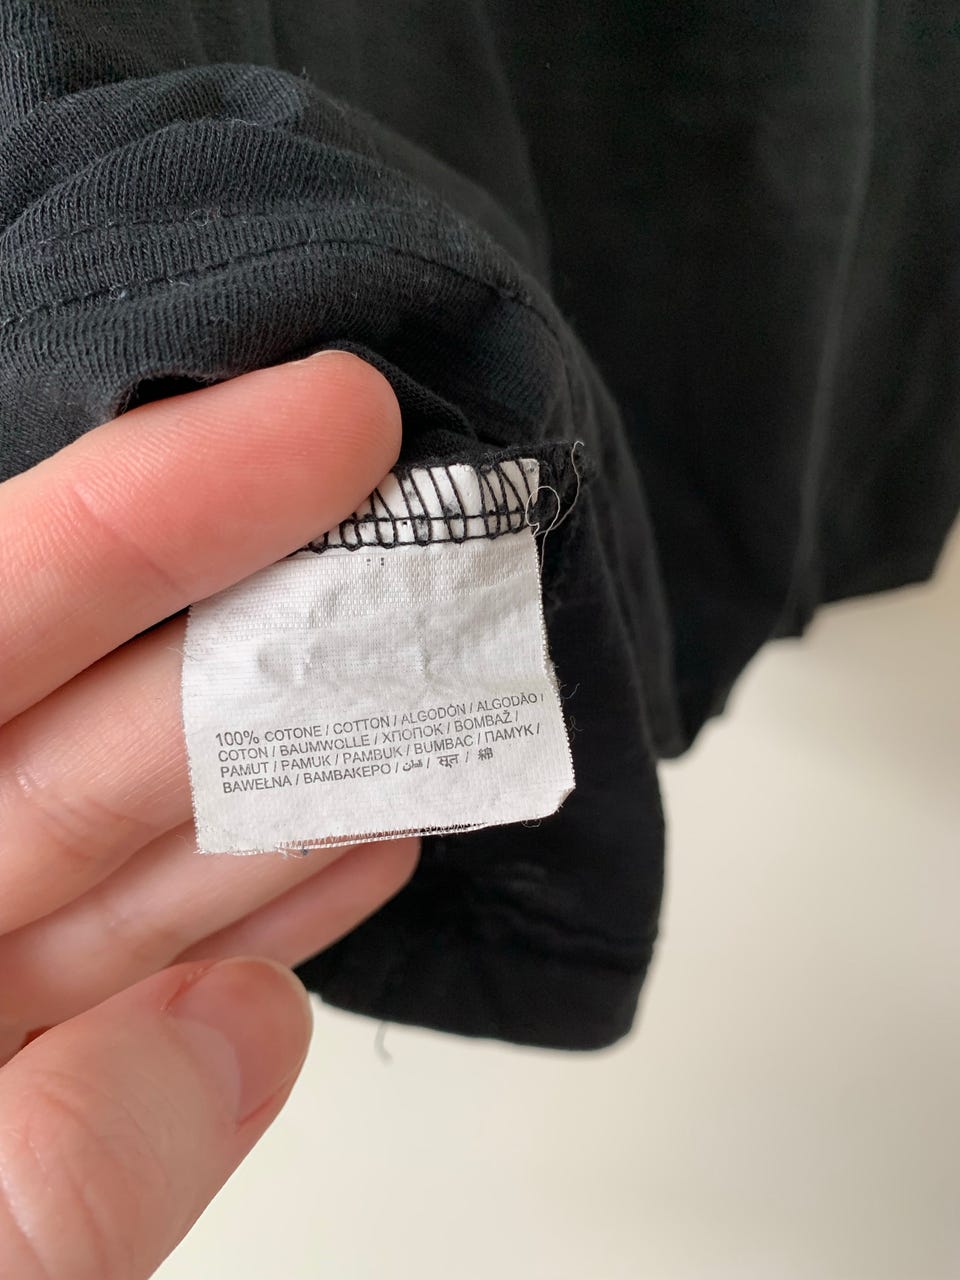 100% COTONE / COTTON / ALGODÓN / ALGODÃO /
COTON / BAUMWOLLE / ХЛОПОК / BOMBAŽ /
PAMUT / PAMUK / PAMBUK / BUMBAC / ПАМУК /
BAWEŁNA / ΒΑΜΒΑΚΕΡΟ / قطن / सूत / 綿